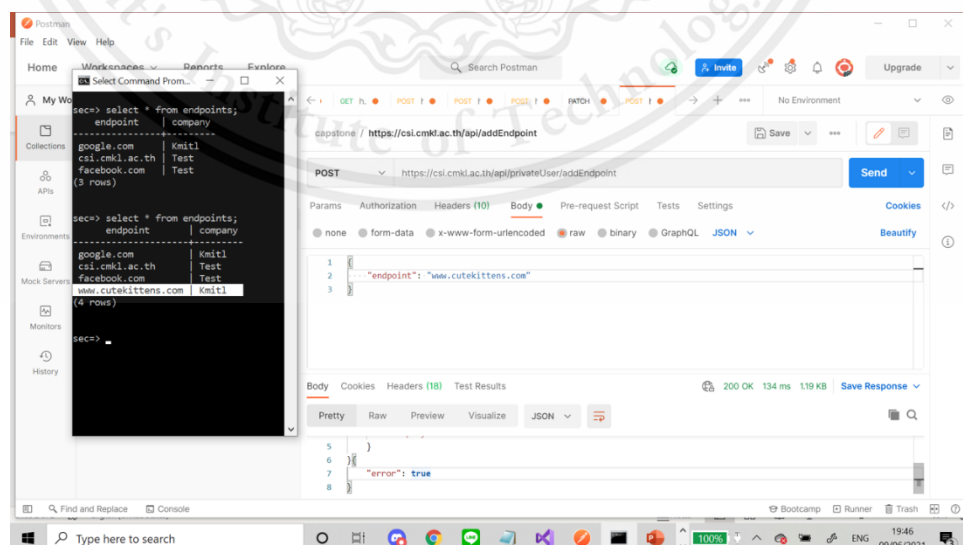 Postman
File Edit View Help
Home Workspaces Reports Explore
Search Postman
Invite
Upgrade
Select Command Prom...
My Wo
Collections
APIs
Environments
Mock Servers
Monitors
History
sec=> select * from endpoints;
endpoint | company
google.com | Kmitl
csi.cmkl.ac.th | Test
facebook.com | Test
(3 rows)
sec=> select * from endpoints;
endpoint | company
google.com | Kmitl
csi.cmkl.ac.th | Test
facebook.com | Test
www.cutekittens.com | Kmitl
(4 rows)
sec=>
GET h. POST f POST f POST f PATCH POST f No Environment
capstone / https://csi.cmkl.ac.th/api/addEndpoint
Save
POST https://csi.cmkl.ac.th/api/privateUser/addEndpoint
Send
Params Authorization Headers (10) Body Pre-request Script Tests Settings Cookies
none form-data x-www-form-urlencoded raw binary GraphQL JSON Beautify
1 {
2 "endpoint": "www.cutekittens.com"
3 }
Body Cookies Headers (18) Test Results
200 OK 134 ms 1.19 KB Save Response
Pretty Raw Preview Visualize JSON
5 }
6 }{
7 "error": true
8 }
Find and Replace Console
Bootcamp Runner Trash
Type here to search
100%
ENG
19:46
09/06/2021
's Institute of Technolog